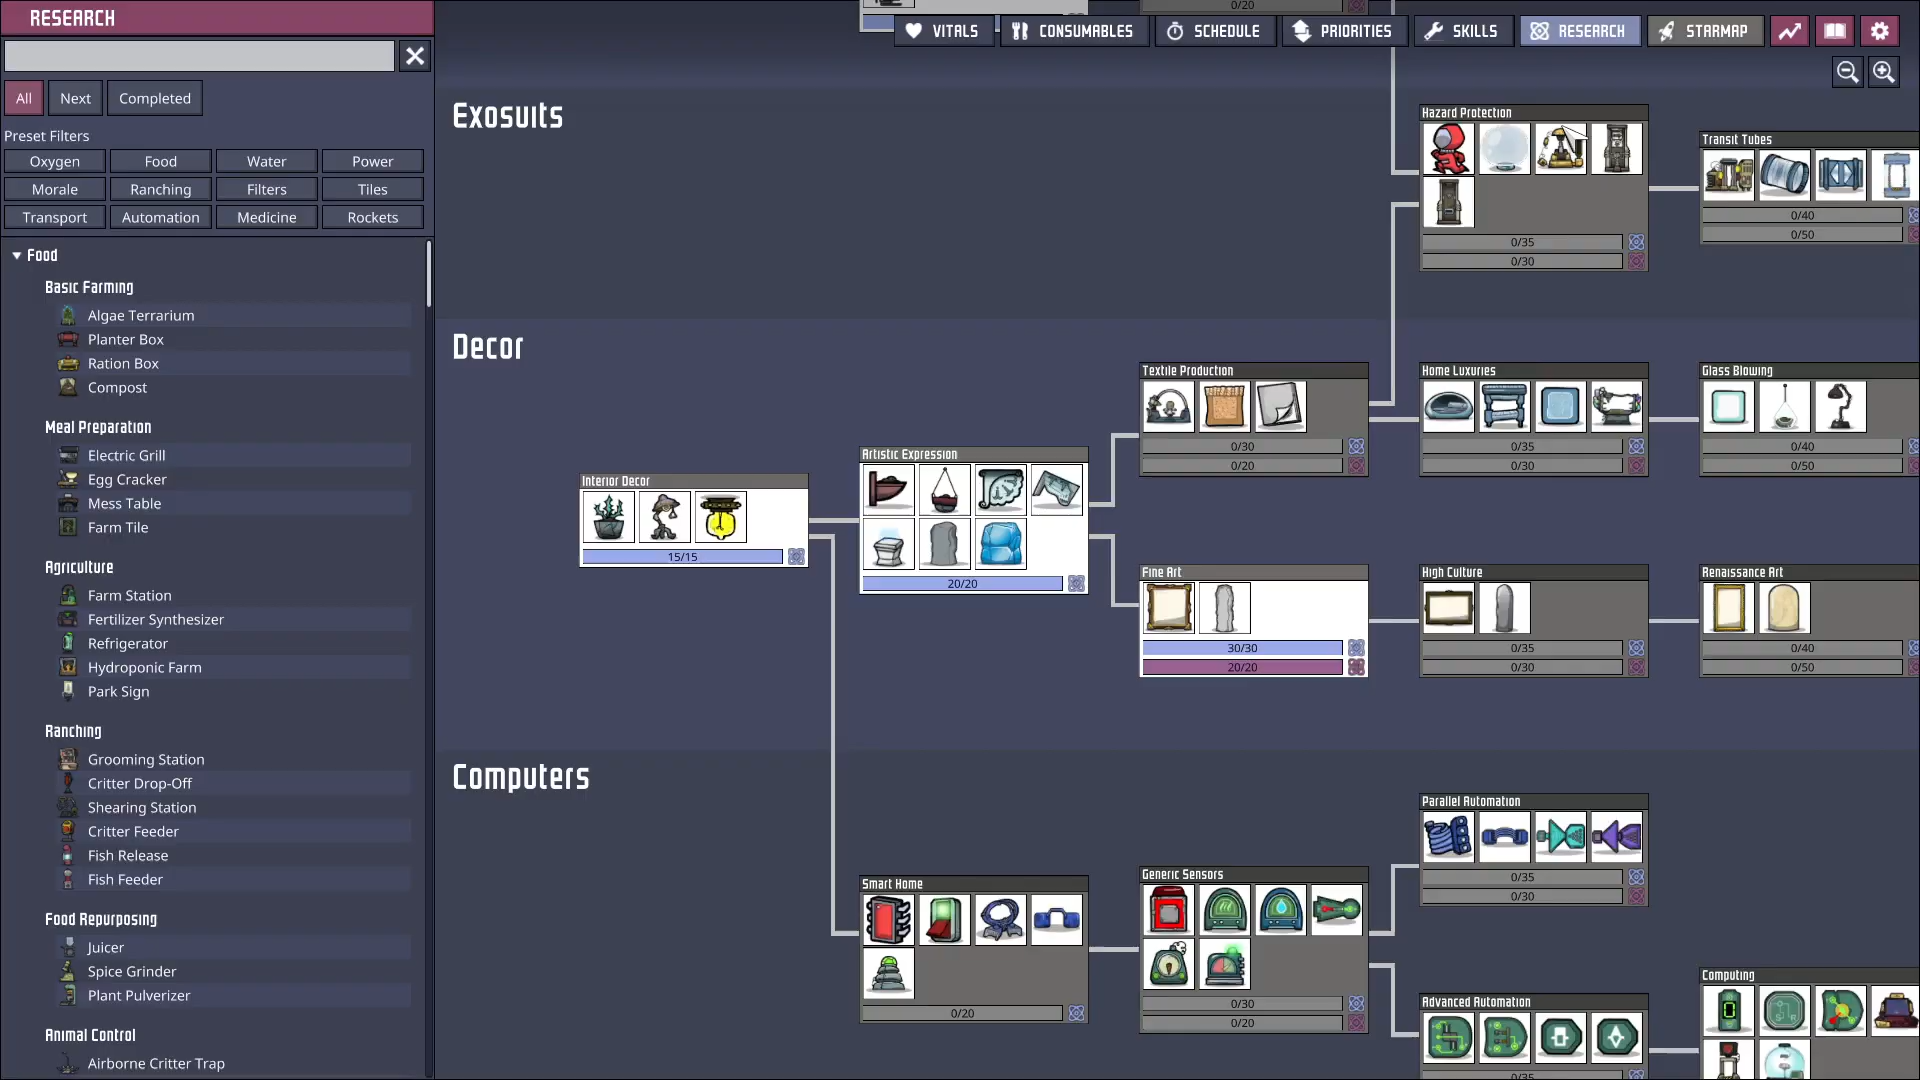 RESEARCH
All
Next
Completed
Preset Filters
Oxygen
Food
Water
Power
Morale
Ranching
Filters
Tiles
Transport
Automation
Medicine
Rockets
Food
Basic Farming
Algae Terrarium
Planter Box
Ration Box
Compost
Meal Preparation
Electric Grill
Egg Cracker
Mess Table
Farm Tile
Agriculture
Farm Station
Fertilizer Synthesizer
Refrigerator
Hydroponic Farm
Park Sign
Ranching
Grooming Station
Critter Drop-Off
Shearing Station
Critter Feeder
Fish Release
Fish Feeder
Food Repurposing
Juicer
Spice Grinder
Plant Pulverizer
Animal Control
Airborne Critter Trap
0/20
VITALS
CONSUMABLES
SCHEDULE
PRIORITIES
SKILLS
RESEARCH
STARMAP
Exosuits
Hazard Protection
0/35
0/30
Transit Tubes
0/40
0/50
Decor
Interior Decor
15/15
Artistic Expression
20/20
Textile Production
0/30
0/20
Home Luxuries
0/35
0/30
Glass Blowing
0/40
0/50
Fine Art
30/30
20/20
High Culture
0/35
0/30
Renaissance Art
0/40
0/50
Computers
Smart Home
0/20
Generic Sensors
0/30
0/20
Parallel Automation
0/35
0/30
Advanced Automation
0/35
Computing